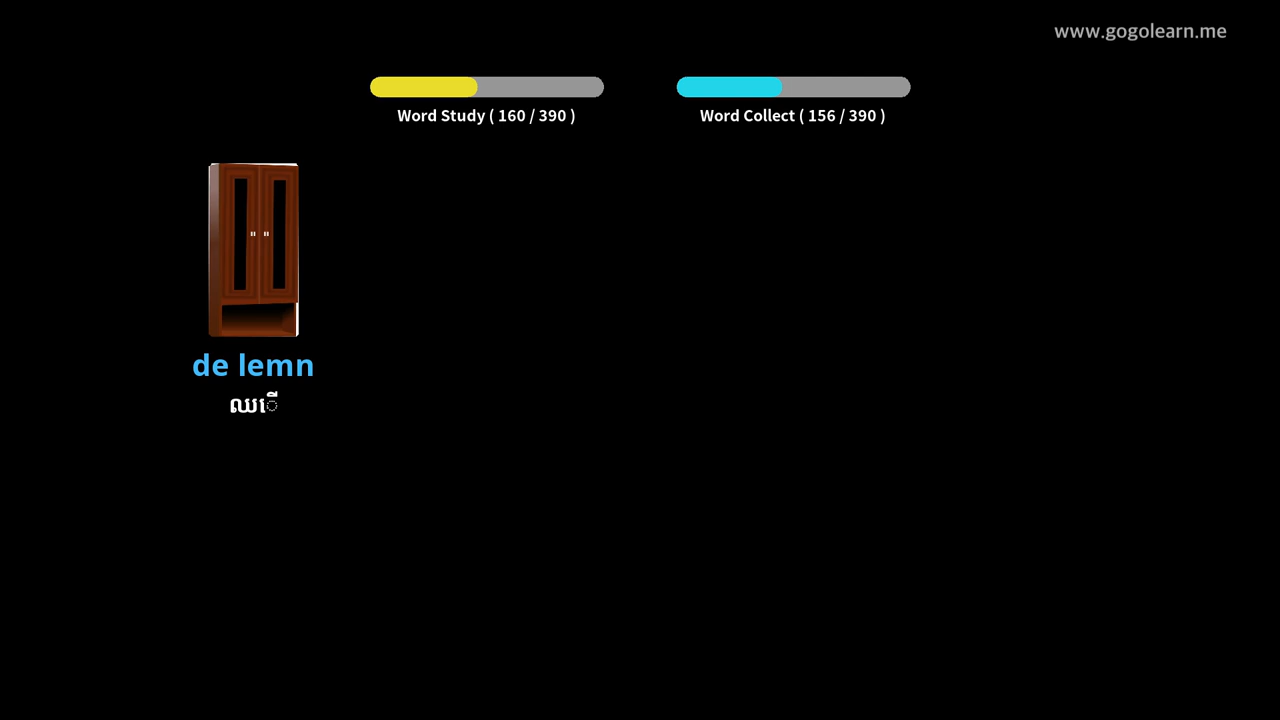 www.gogolearn.me
Word Study ( 160 / 390 )
Word Collect ( 156 / 390 )
de lemn
ឈើ